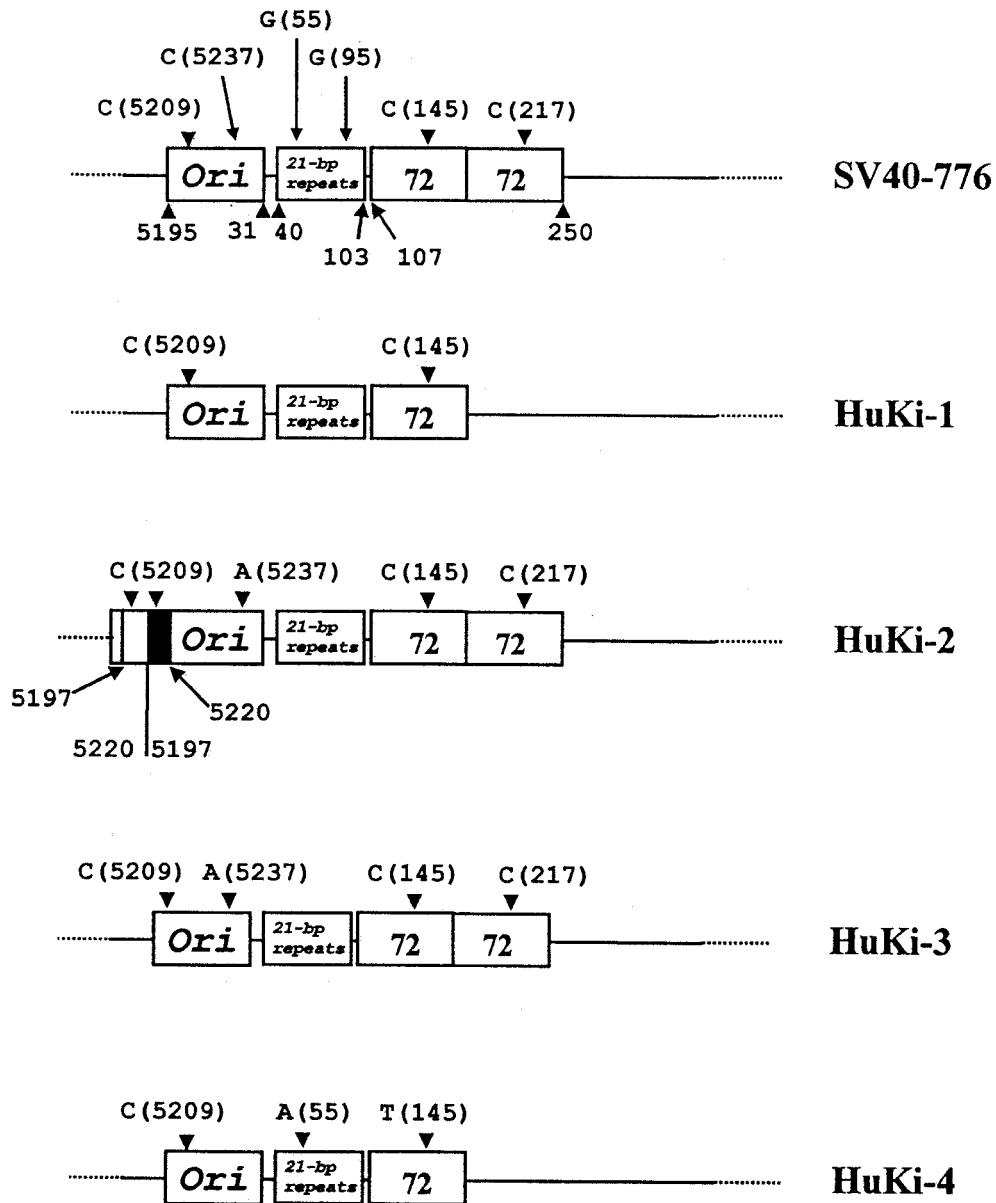 G(55)
C(5237) G(95)
C(5209) C(145) C(217)
Ori 21-bp repeats 72 72 SV40-776
5195 31 40 103 107 250
C(5209) C(145)
Ori 21-bp repeats 72 HuKi-1
C(5209) A(5237) C(145) C(217)
Ori 21-bp repeats 72 72 HuKi-2
5197 5220
5220 5197
C(5209) A(5237) C(145) C(217)
Ori 21-bp repeats 72 72 HuKi-3
C(5209) A(55) T(145)
Ori 21-bp repeats 72 HuKi-4